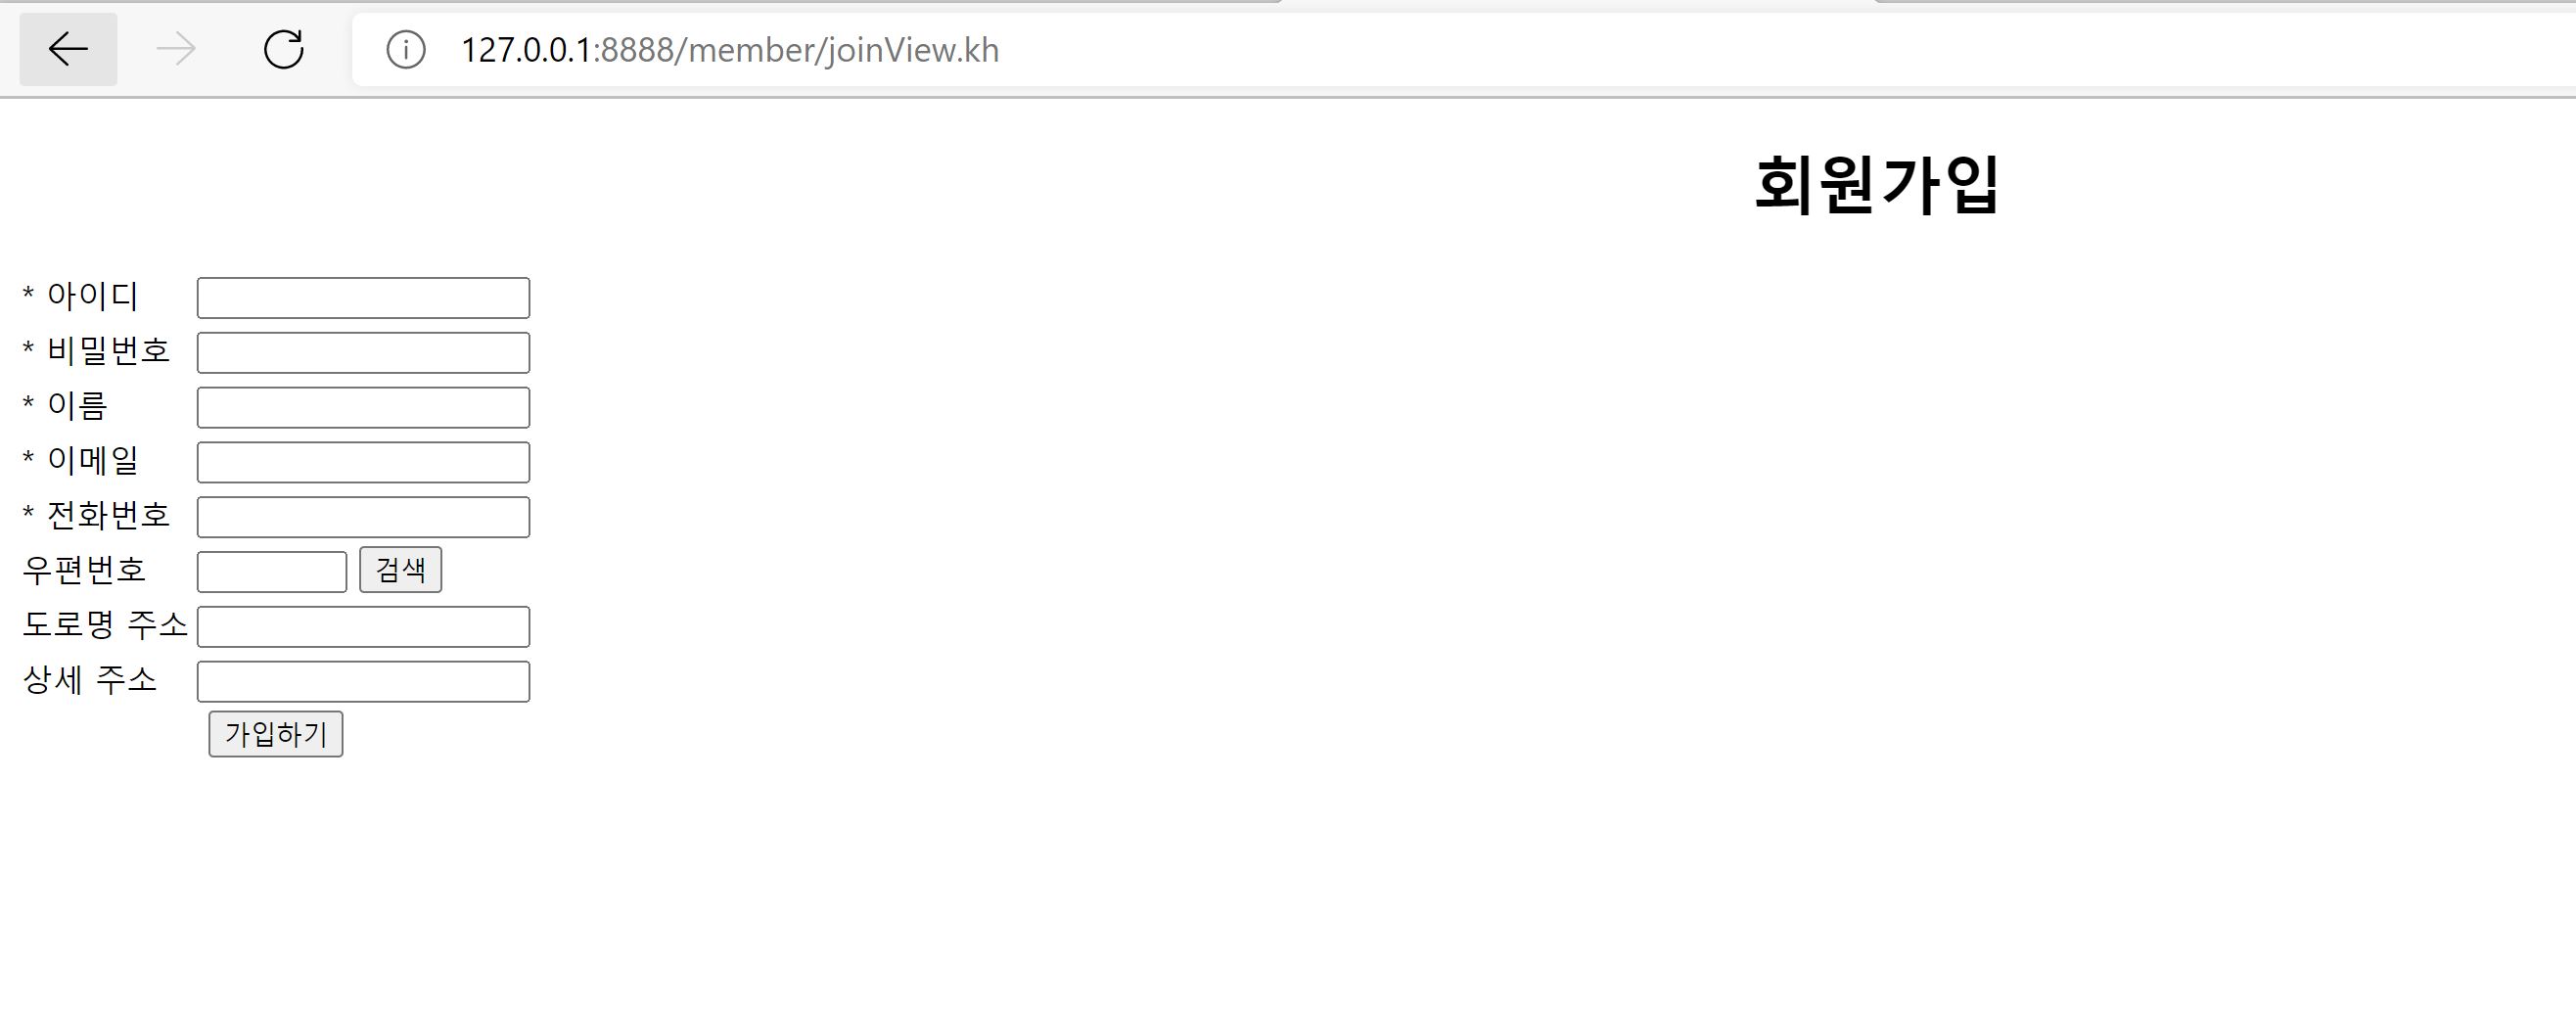 127.0.0.1:8888/member/joinView.kh
회원가입
* 아이디
* 비밀번호
* 이름
* 이메일
* 전화번호
우편번호 검색
도로명 주소
상세 주소
가입하기